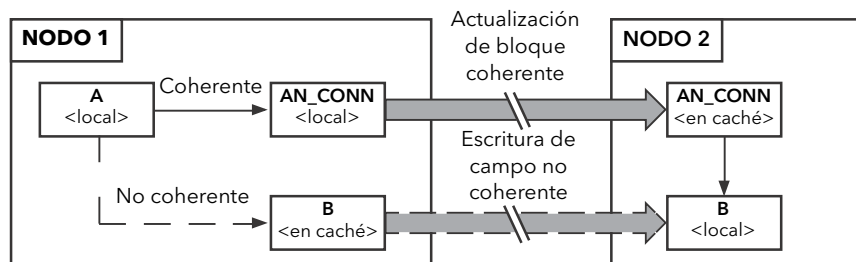 NODO 1
Actualización
de bloque
coherente
NODO 2
A
<local>
Coherente
AN_CONN
<local>
AN_CONN
<en caché>
Escritura de
campo no
coherente
No coherente
B
<en caché>
B
<local>